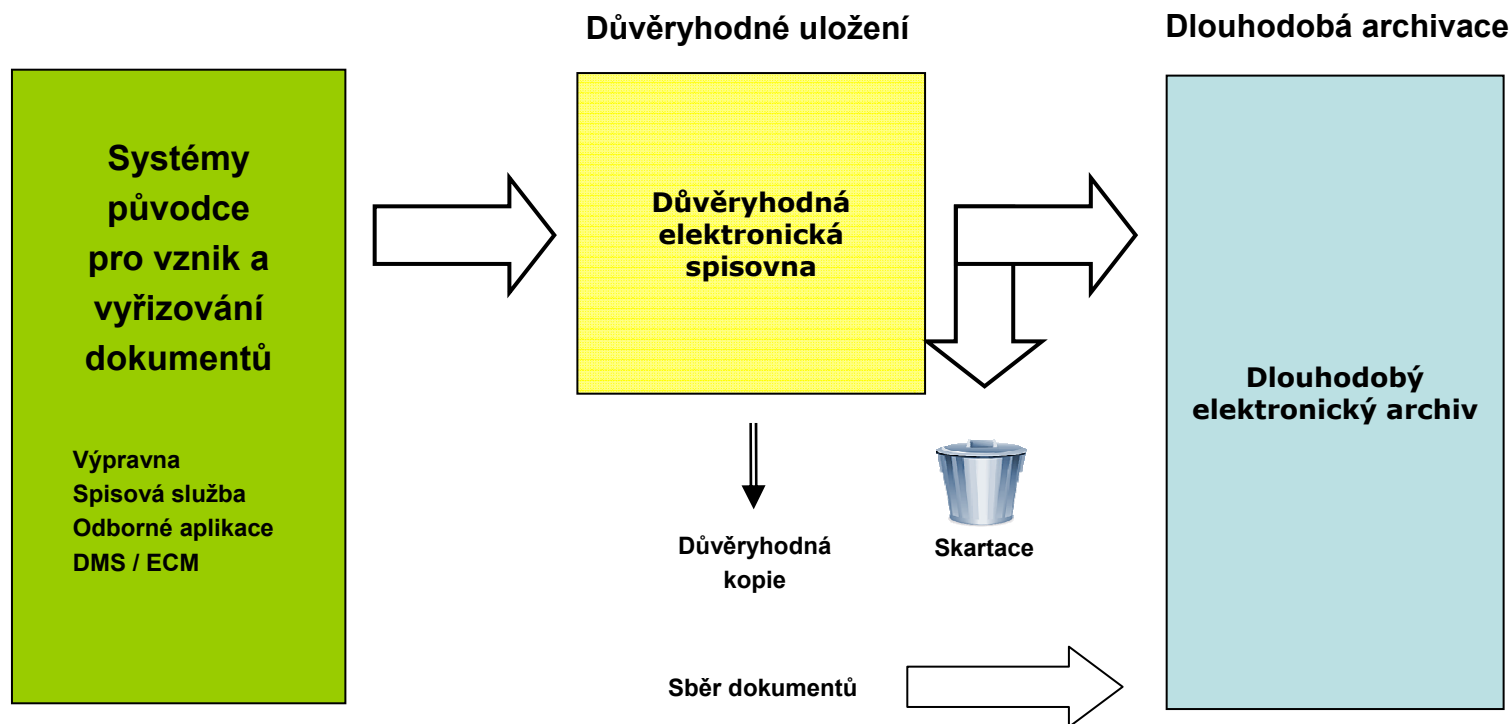 Důvěryhodné uložení
Dlouhodobá archivace
Systémy
původce
pro vznik a
vyřizování
dokumentů
Výpravna
Spisová služba
Odborné aplikace
DMS / ECM
Důvěryhodná
elektronická
spisovna
Důvěryhodná
kopie
Skartace
Sběr dokumentů
Dlouhodobý
elektronický archiv